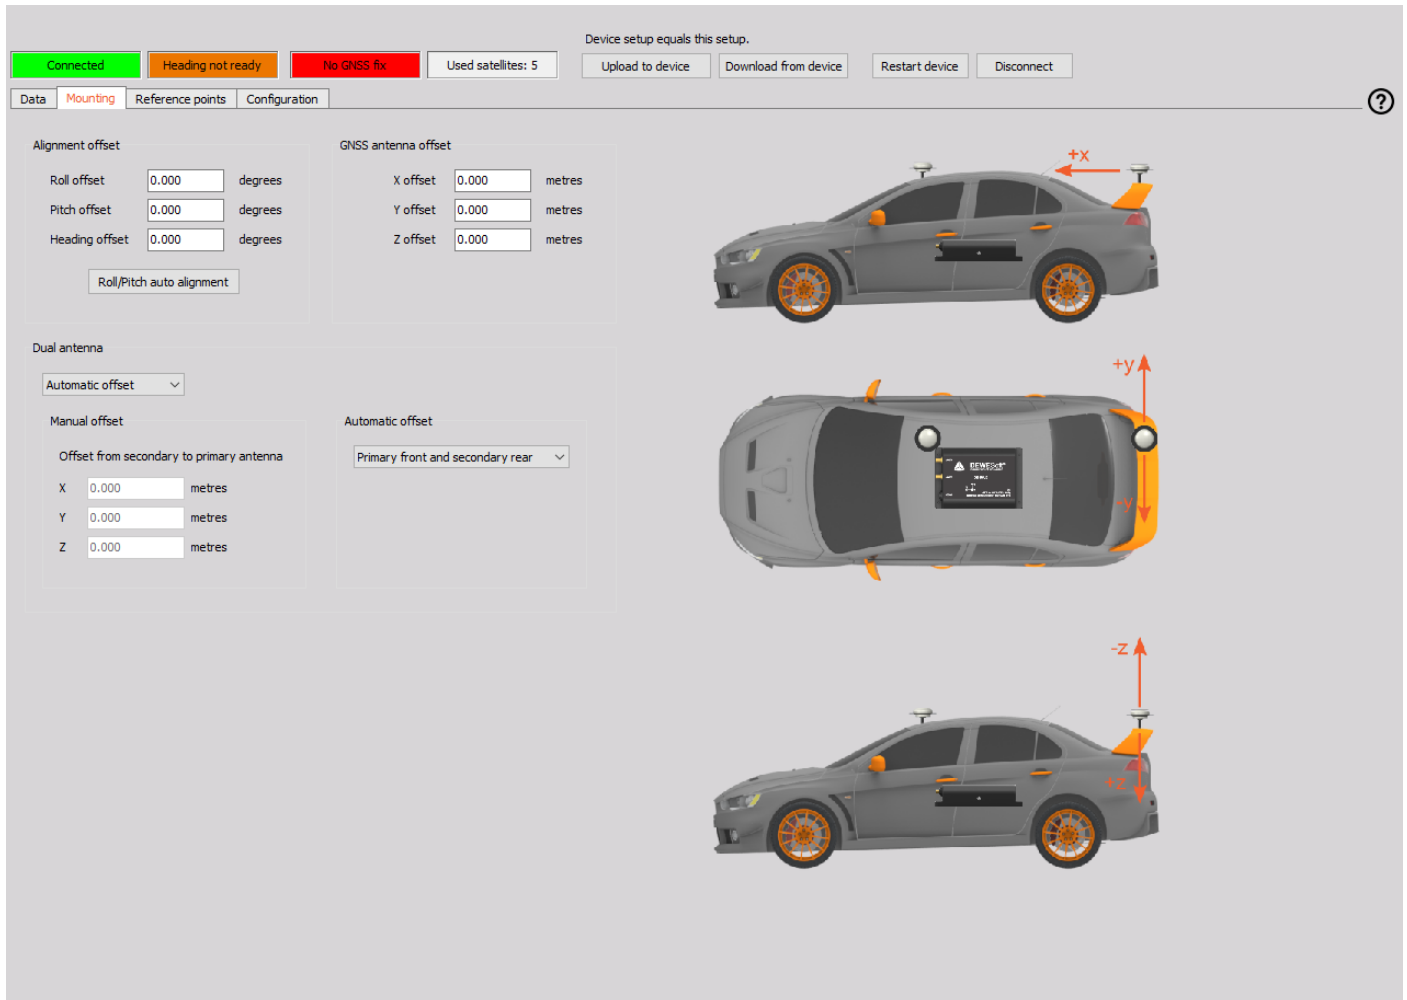 Device setup equals this setup.
Connected Heading not ready No GNSS fix Used satellites: 5 Upload to device Download from device Restart device Disconnect
Data Mounting Reference points Configuration ?
Alignment offset
Roll offset 0.000 degrees
Pitch offset 0.000 degrees
Heading offset 0.000 degrees
Roll/Pitch auto alignment
GNSS antenna offset
X offset 0.000 metres
Y offset 0.000 metres
Z offset 0.000 metres
Dual antenna
Automatic offset
Manual offset
Offset from secondary to primary antenna
X 0.000 metres
Y 0.000 metres
Z 0.000 metres
Automatic offset
Primary front and secondary rear
+x
+y
DEWESoft
-y
-z
+z